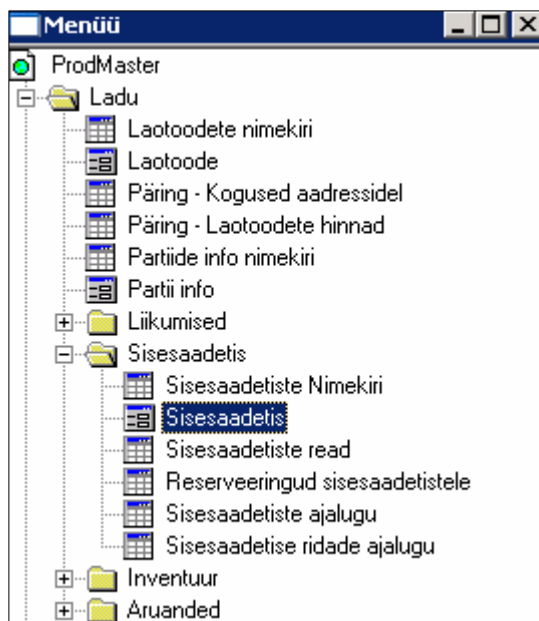 Menüü
ProdMaster
Ladu
Laotoodete nimekiri
Laotoode
Päring - Kogused aadressidel
Päring - Laotoodete hinnad
Partiide info nimekiri
Partii info
Liikumised
Sisesaadetis
Sisesaadetiste Nimekiri
Sisesaadetis
Sisesaadetiste read
Reserveeringud sisesaadetistele
Sisesaadetiste ajalugu
Sisesaadetise ridade ajalugu
Inventuur
Aruanded